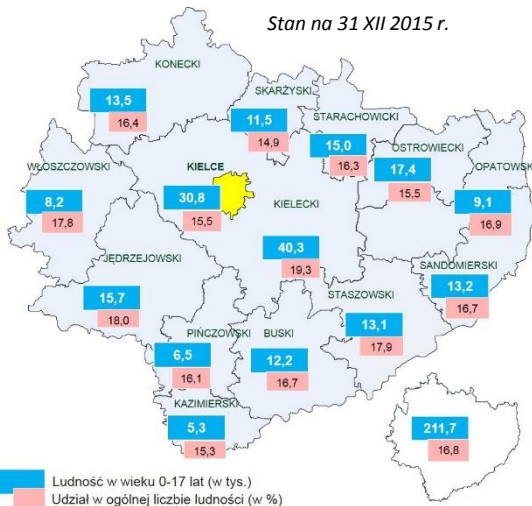 Stan na 31 XII 2015 r.
KONECKI
13,5
16,4
SKARŻYSKI
11,5
14,9
STARACHOWICKI
15,0
16,3
OSTROWIECKI
17,4
15,5
OPATOWSKI
9,1
16,9
WŁOSZCZOWSKI
8,2
17,8
KIELCE
30,8
15,5
KIELECKI
40,3
19,3
JĘDRZEJOWSKI
15,7
18,0
SANDOMIERSKI
13,2
16,7
STASZOWSKI
13,1
17,9
PIŃCZOWSKI
6,5
16,1
BUSKI
12,2
16,7
KAZIMIERSKI
5,3
15,3
211,7
16,8
Ludność w wieku 0-17 lat (w tys.)
Udział w ogólnej liczbie ludności (w %)